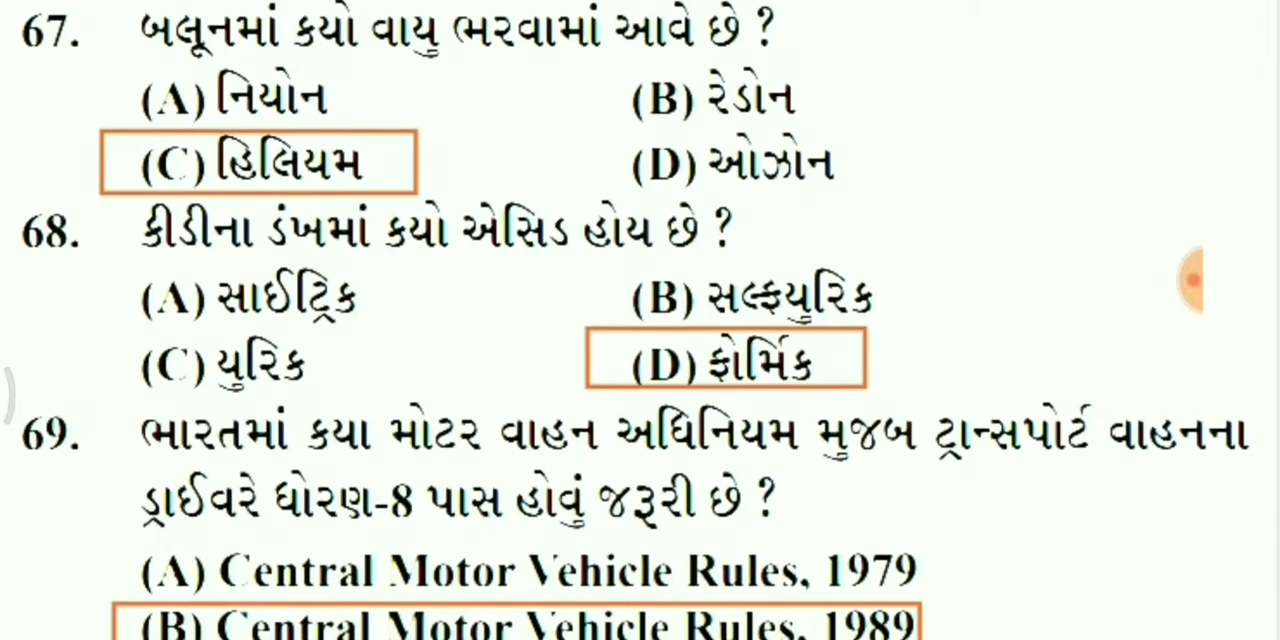 67. બલૂનમાં કયો વાયુ ભરવામાં આવે છે ?
(A) નિયોન (B) રેડોન
(C) હિલિયમ (D) ઓઝોન
68. કીડીના ડંખમાં કયો એસિડ હોય છે ?
(A) સાઈટ્રિક (B) સલ્ફયુરિક
(C) યુરિક (D) ફોર્મિક
69. ભારતમાં કયા મોટર વાહન અધિનિયમ મુજબ ટ્રાન્સપોર્ટ વાહનના
ડ્રાઈવરે ધોરણ-8 પાસ હોવું જરૂરી છે ?
(A) Central Motor Vehicle Rules, 1979
(B) Central Motor Vehicle Rules, 1989